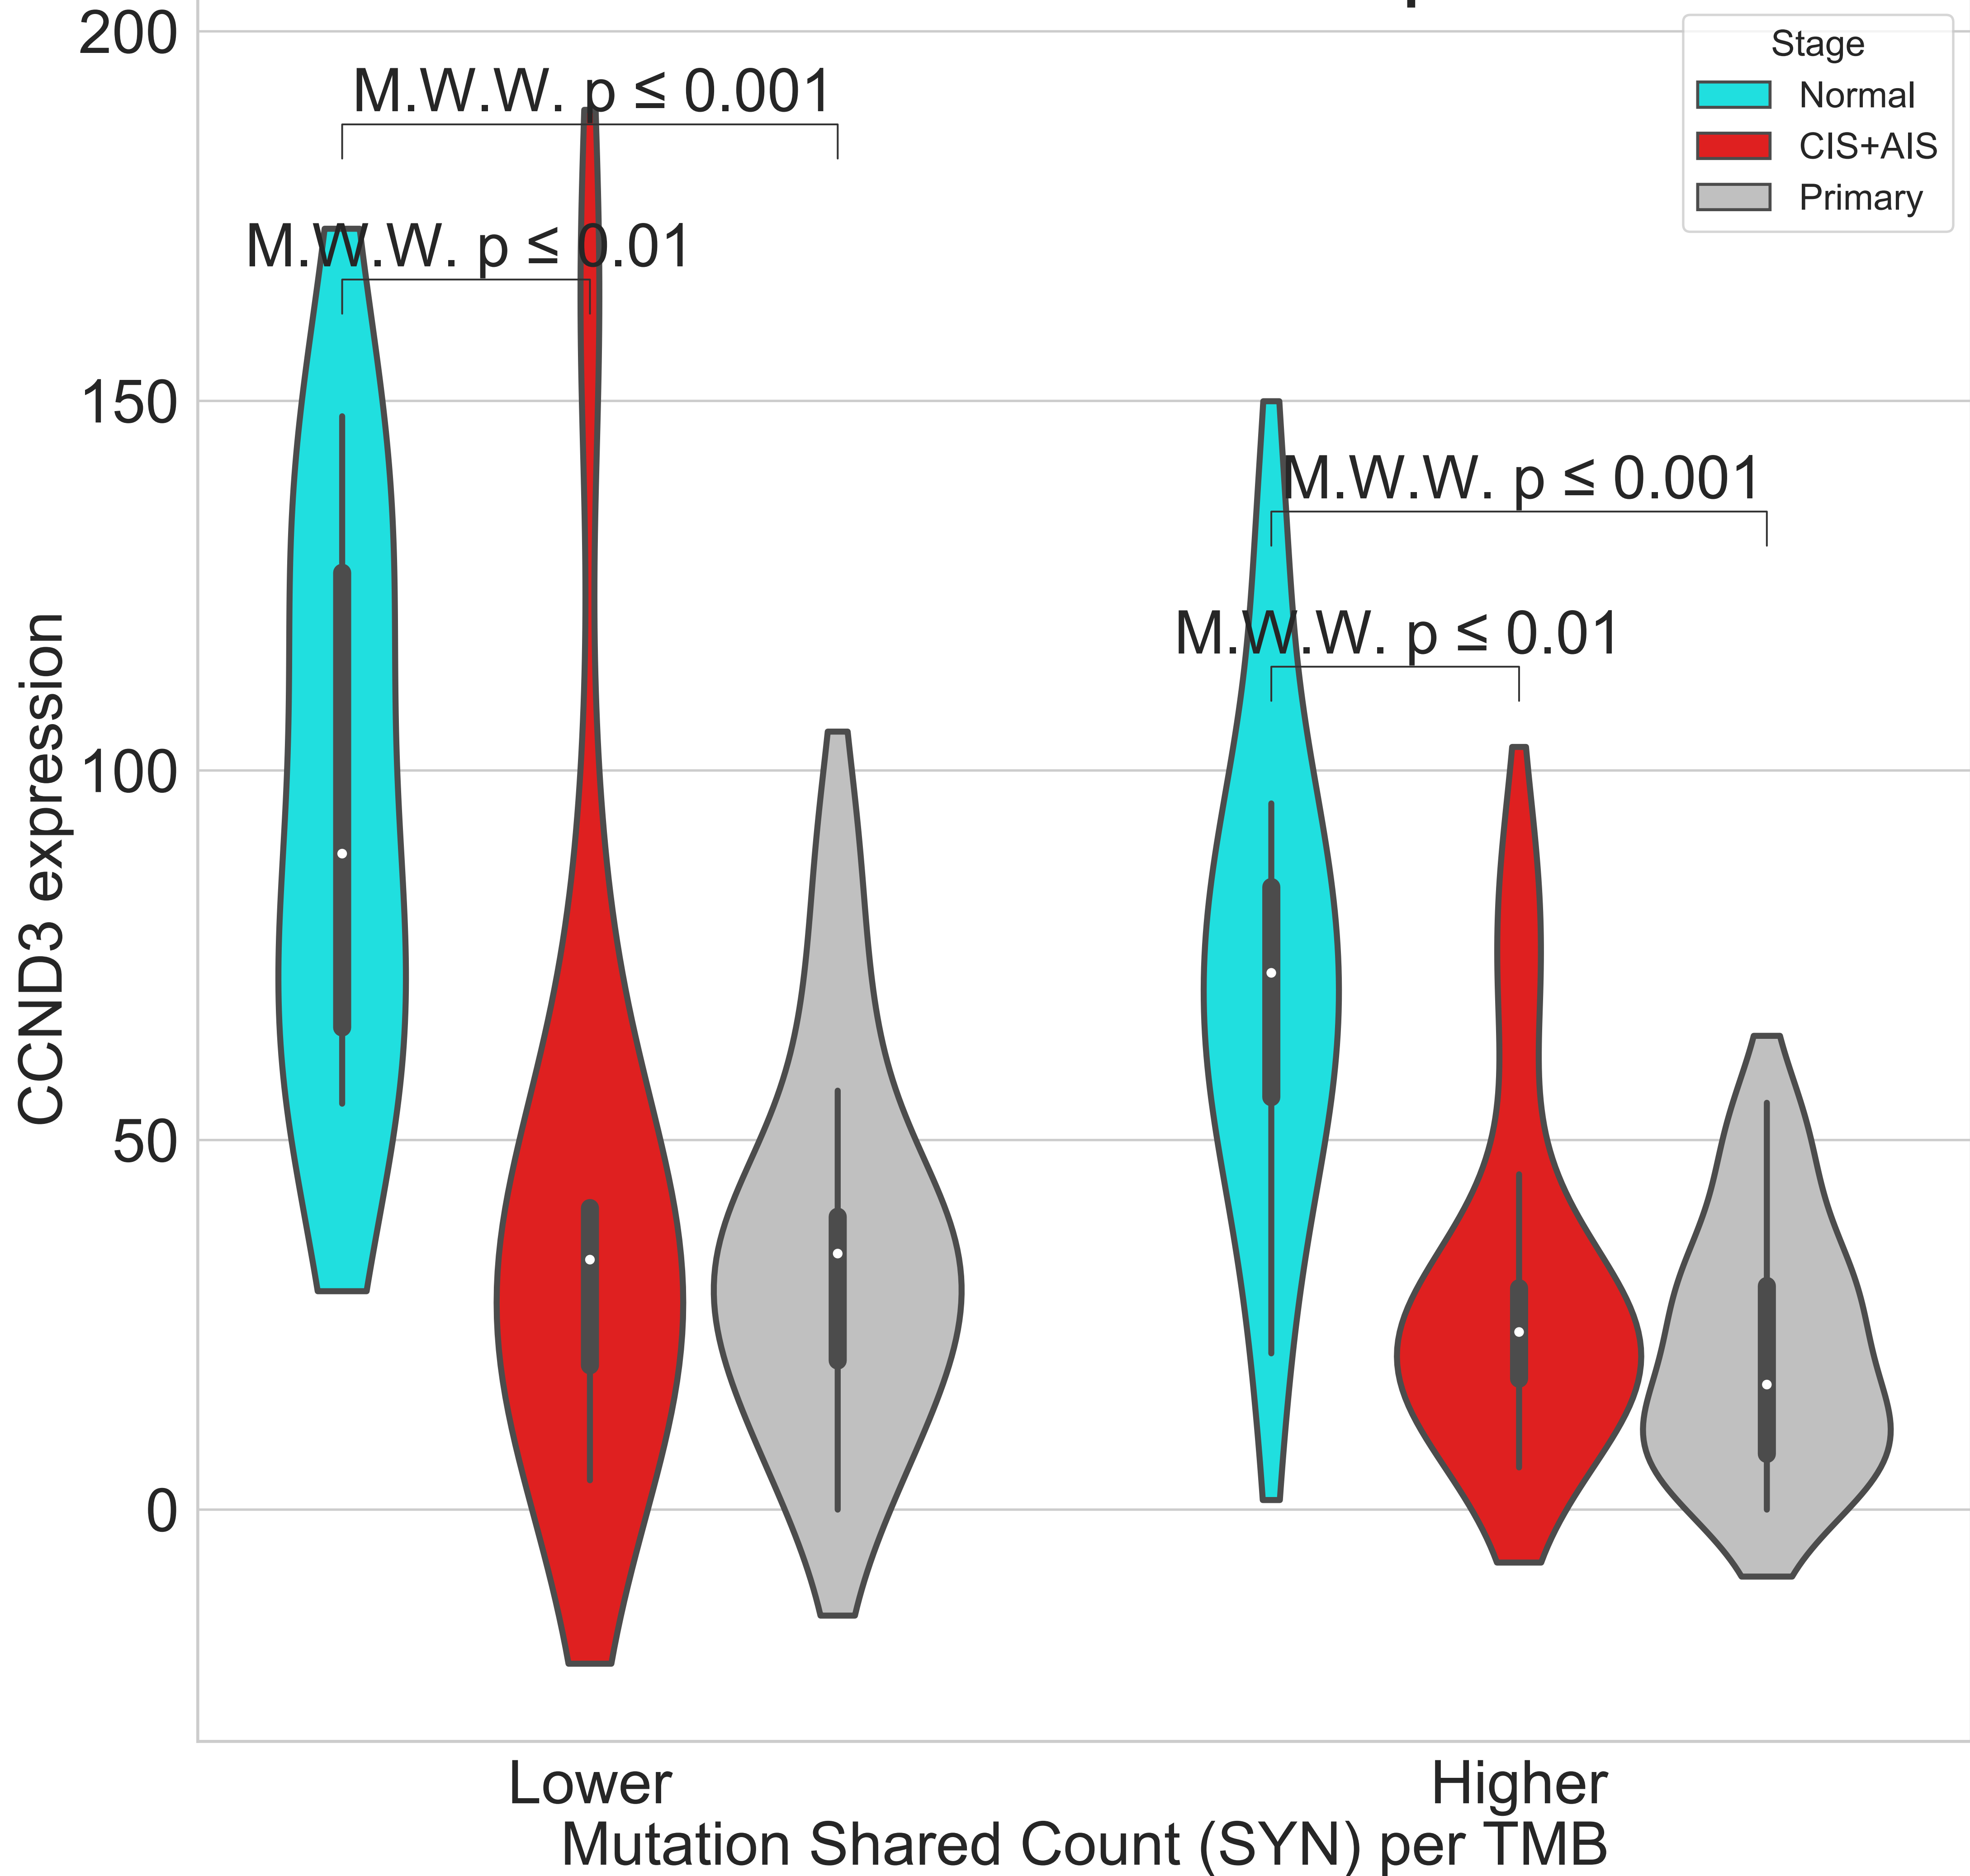 200
150
100
50
0
CCND3 expression
M.W.W. p ≤ 0.001
M.W.W. p ≤ 0.01
M.W.W. p ≤ 0.001
M.W.W. p ≤ 0.01
Stage
Normal
CIS+AIS
Primary
Lower
Higher
Mutation Shared Count (SYN) per TMB